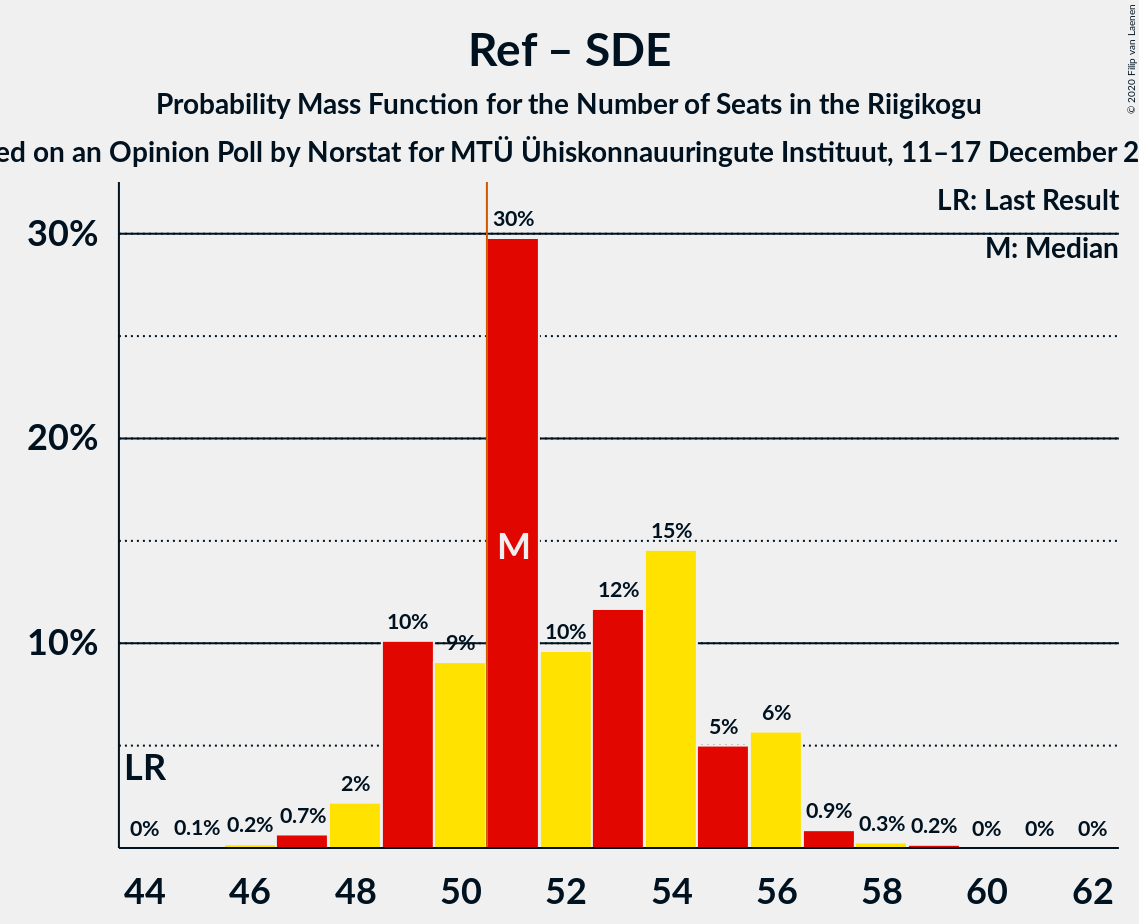 Ref – SDE
Probability Mass Function for the Number of Seats in the Riigikogu
on an Opinion Poll by Norstat for MTÜ Ühiskonnauuringute Instituut, 11–17 December
© 2020 Filip van Laenen
LR: Last Result
M: Median
30%
20%
10%
LR
M
0%
0.1%
0.2%
0.7%
2%
10%
9%
30%
10%
12%
15%
5%
6%
0.9%
0.3%
0.2%
0%
0%
0%
44 46 48 50 52 54 56 58 60 62